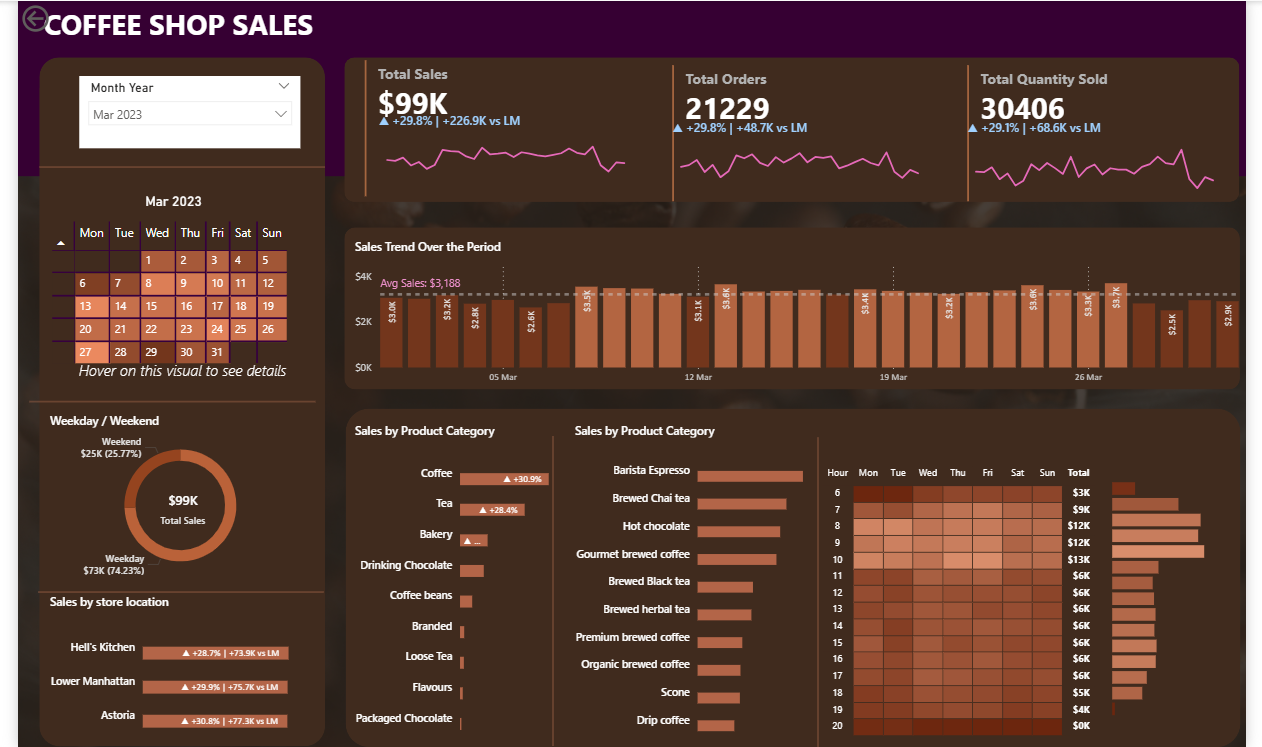 COFFEE SHOP SALES
Month Year
Mar 2023
Total Sales
$99K
+29.8% | +226.9K vs LM
Total Orders
21229
+29.8% | +48.7K vs LM
Total Quantity Sold
30406
+29.1% | +68.6K vs LM
Mar 2023
Mon Tue Wed Thu Fri Sat Sun
1 2 3 4 5
6 7 8 9 10 11 12
13 14 15 16 17 18 19
20 21 22 23 24 25 26
27 28 29 30 31
Hover on this visual to see details
Sales Trend Over the Period
$4K
Avg Sales: $3,188
$2K
$0K
$3.0K $3.2K $2.8K $2.6K $3.5K $3.1K $3.6K $3.4K $3.2K $3.6K $3.3K $3.7K $2.5K $2.9K
05 Mar 12 Mar 19 Mar 26 Mar
Weekday / Weekend
Weekend
$25K (25.77%)
$99K
Total Sales
Weekday
$73K (74.23%)
Sales by store location
Hell's Kitchen +28.7% | +73.9K vs LM
Lower Manhattan +29.9% | +75.7K vs LM
Astoria +30.8% | +77.3K vs LM
Sales by Product Category
Coffee +30.9%
Tea +28.4%
Bakery ...
Drinking Chocolate
Coffee beans
Branded
Loose Tea
Flavours
Packaged Chocolate
Sales by Product Category
Barista Espresso
Brewed Chai tea
Hot chocolate
Gourmet brewed coffee
Brewed Black tea
Brewed herbal tea
Premium brewed coffee
Organic brewed coffee
Scone
Drip coffee
Hour Mon Tue Wed Thu Fri Sat Sun Total
6 $3K
7 $9K
8 $12K
9 $12K
10 $13K
11 $6K
12 $6K
13 $6K
14 $6K
15 $6K
16 $6K
17 $6K
18 $5K
19 $4K
20 $0K